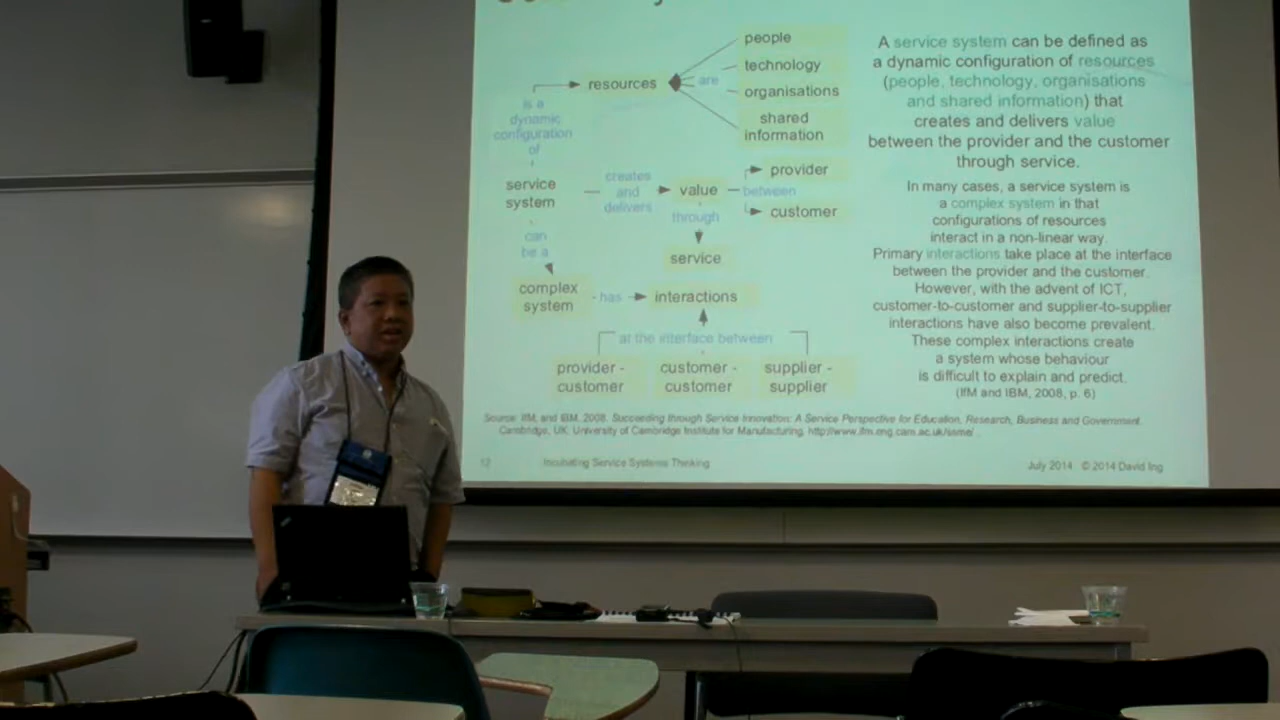 people
technology
resources
are
organisations
is a
dynamic
configuration
of
shared
information
service
system
creates
and
delivers
value
between
provider
customer
through
service
can
be a
complex
system
has
interactions
at the interface between
provider -
customer
customer -
customer
supplier -
supplier
A service system can be defined as
a dynamic configuration of resources
(people, technology, organisations
and shared information) that
creates and delivers value
between the provider and the customer
through service.
In many cases, a service system is
a complex system in that
configurations of resources
interact in a non-linear way.
Primary interactions take place at the interface
between the provider and the customer.
However, with the advent of ICT,
customer-to-customer and supplier-to-supplier
interactions have also become prevalent.
These complex interactions create
a system whose behaviour
is difficult to explain and predict.
(IfM and IBM, 2008, p. 6)
Source: IfM, and IBM. 2008. Succeeding through Service Innovation: A Service Perspective for Education, Research, Business and Government.
Cambridge, UK: University of Cambridge Institute for Manufacturing. http://www.ifm.eng.cam.ac.uk/ssme/ .
12
Incubating Service Systems Thinking
July 2014 © 2014 David Ing